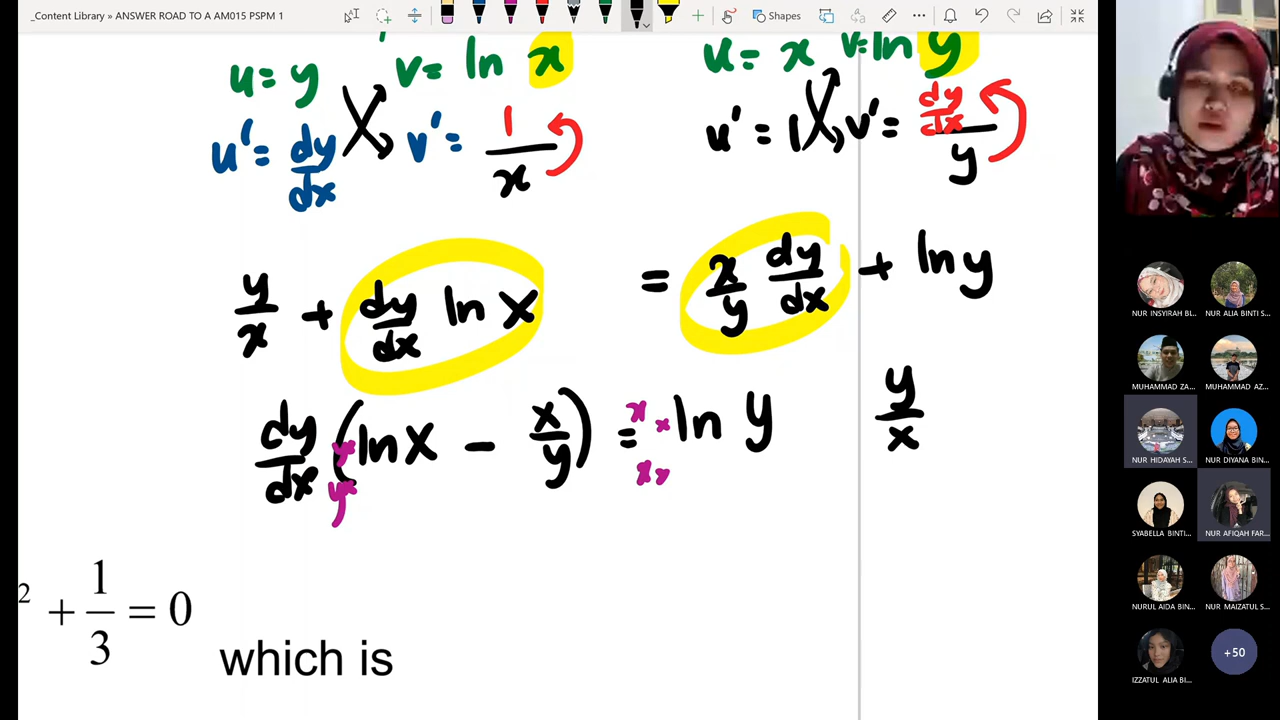 _Content Library » ANSWER ROAD TO A AM015 PSPM 1
Shapes
u = y v = ln x
u = x v = ln y
u' = dy/dx v' = 1/x
u' = 1 v' = dy/dx / y
y/x + dy/dx ln x = x/y dy/dx + ln y
dy/dx (ln x - x/y) = ln y y/x
2 + 1/3 = 0
which is
NUR INSYIRAH BI...
NUR ALIA BINTI S...
MUHAMMAD ZA...
MUHAMMAD AZ...
NUR HIDAYAH S...
NUR DIYANA BIN...
SYABELLA BINTI...
NUR AFIQAH FAR...
NURUL AIDA BIN...
NUR MAIZATUL S...
IZZATUL ALIA BI...
+50